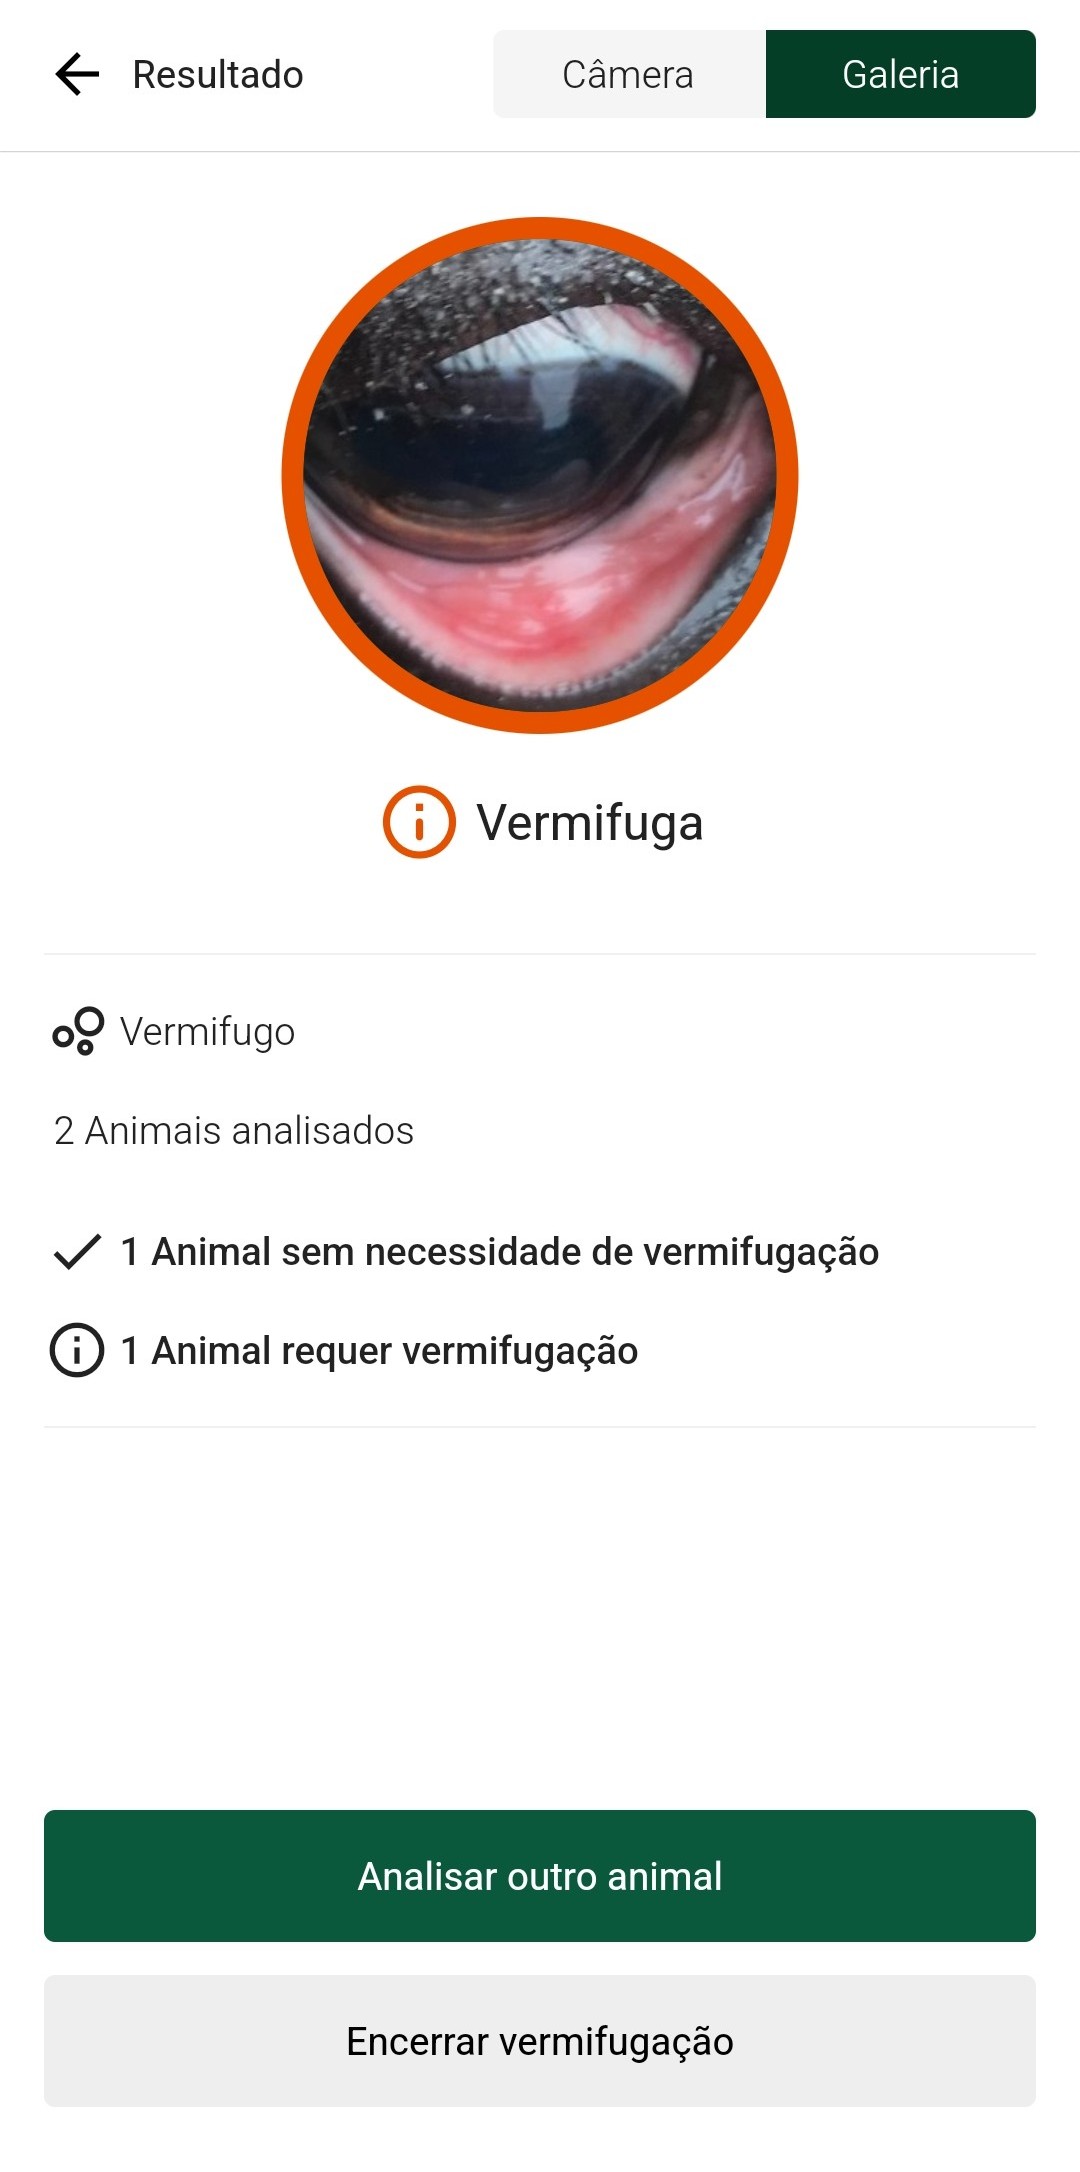 Resultado
Câmera
Galeria
Vermifuga
Vermifugo
2 Animais analisados
1 Animal sem necessidade de vermifugação
1 Animal requer vermifugação
Analisar outro animal
Encerrar vermifugação